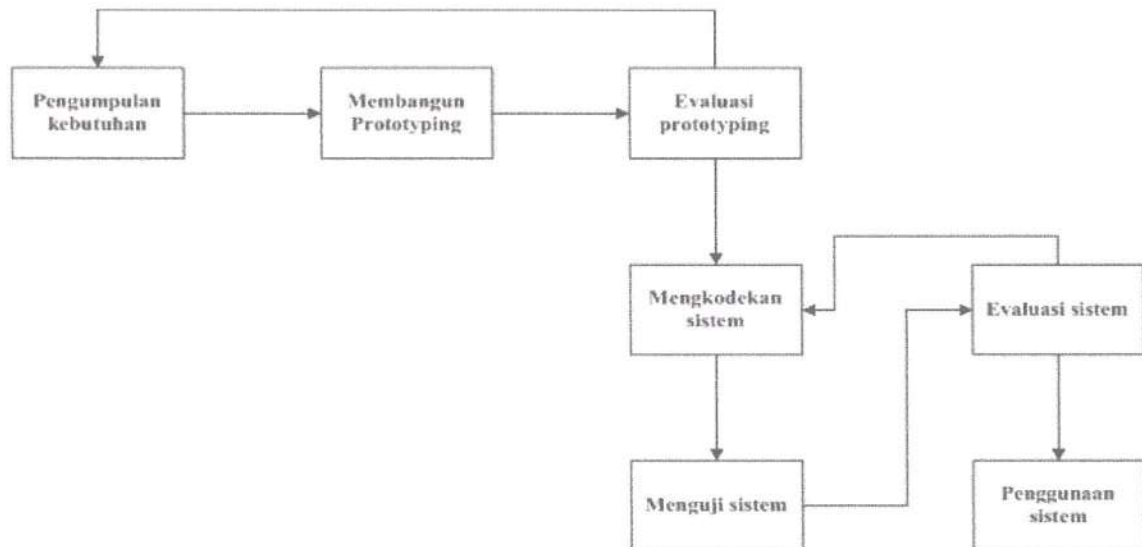 Pengumpulan
kebutuhan
Membangun
Prototyping
Evaluasi
prototyping
Mengkodekan
sistem
Evaluasi sistem
Menguji sistem
Penggunaan
sistem